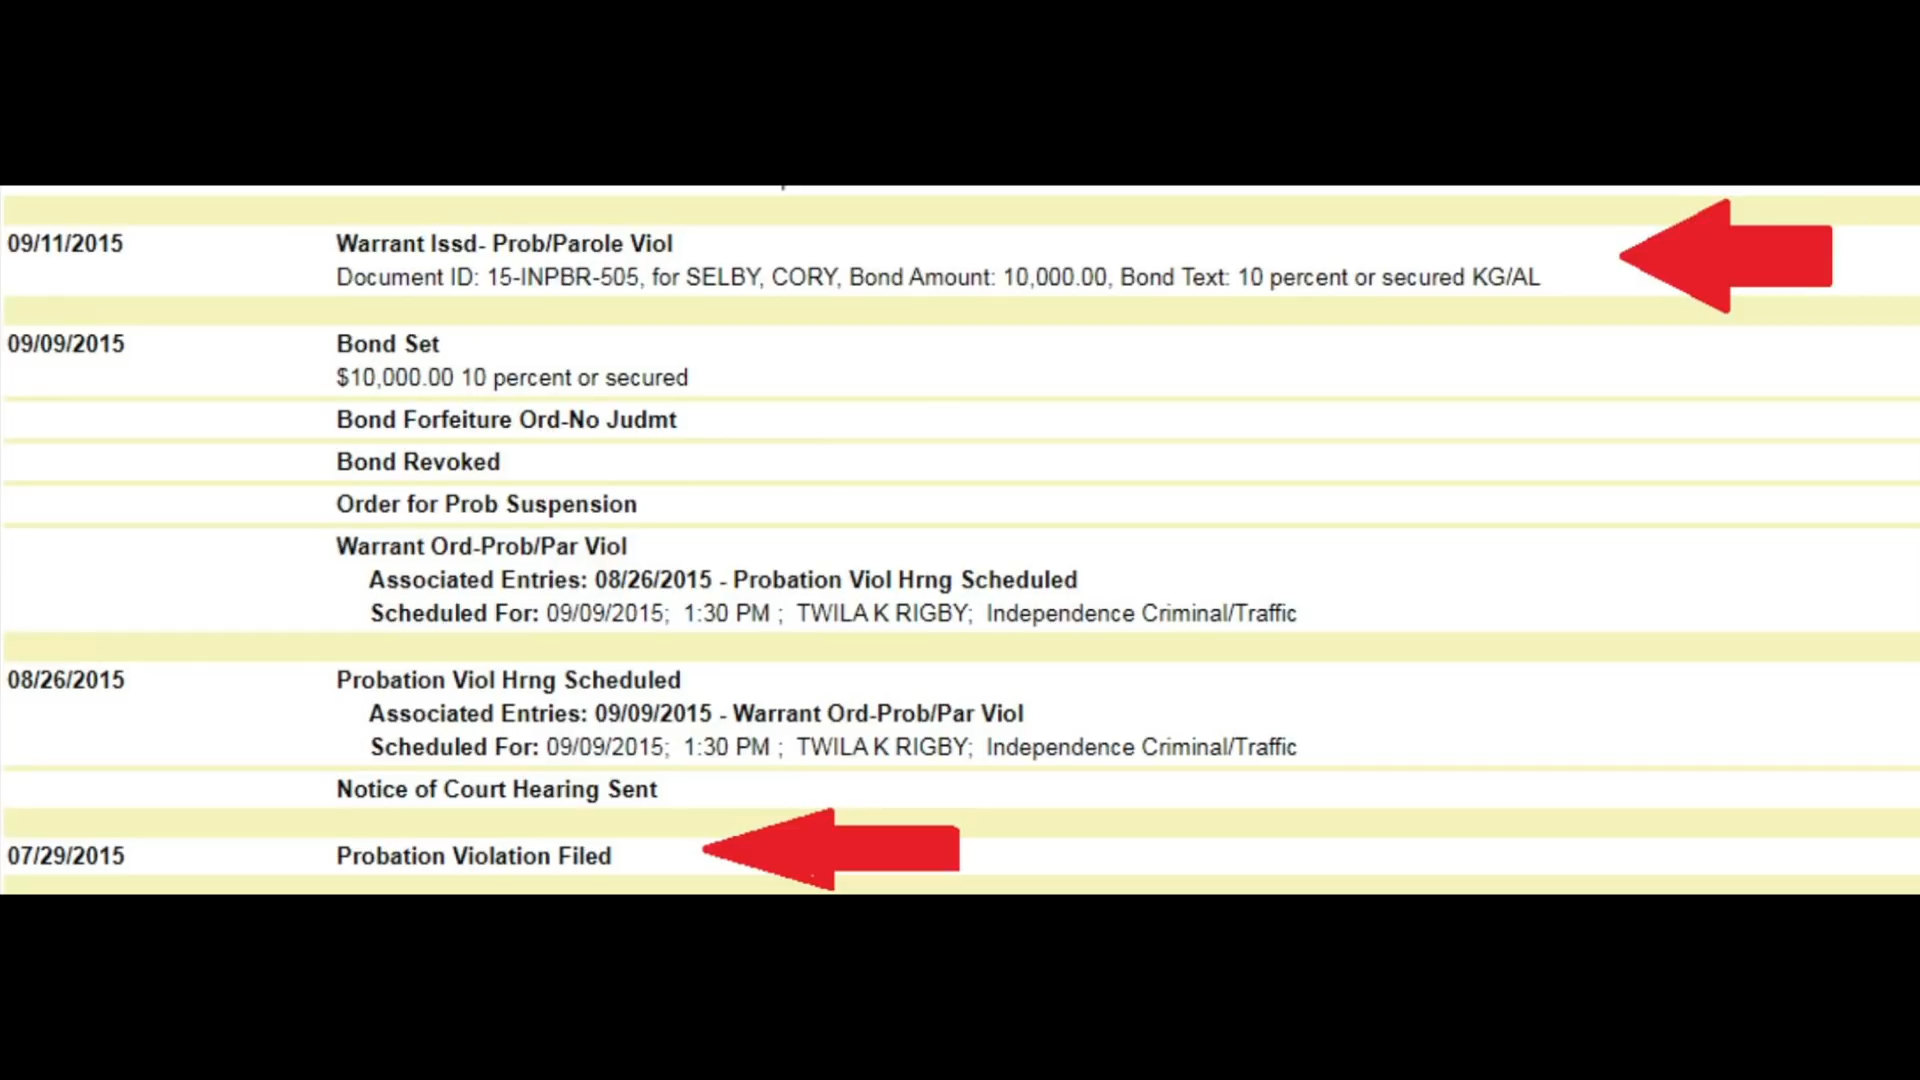 09/11/2015 Warrant Issd- Prob/Parole Viol
Document ID: 15-INPBR-505, for SELBY, CORY, Bond Amount: 10,000.00, Bond Text: 10 percent or secured KG/AL
09/09/2015 Bond Set
$10,000.00 10 percent or secured
Bond Forfeiture Ord-No Judmt
Bond Revoked
Order for Prob Suspension
Warrant Ord-Prob/Par Viol
Associated Entries: 08/26/2015 - Probation Viol Hrng Scheduled
Scheduled For: 09/09/2015; 1:30 PM ; TWILA K RIGBY; Independence Criminal/Traffic
08/26/2015 Probation Viol Hrng Scheduled
Associated Entries: 09/09/2015 - Warrant Ord-Prob/Par Viol
Scheduled For: 09/09/2015; 1:30 PM ; TWILA K RIGBY; Independence Criminal/Traffic
Notice of Court Hearing Sent
07/29/2015 Probation Violation Filed